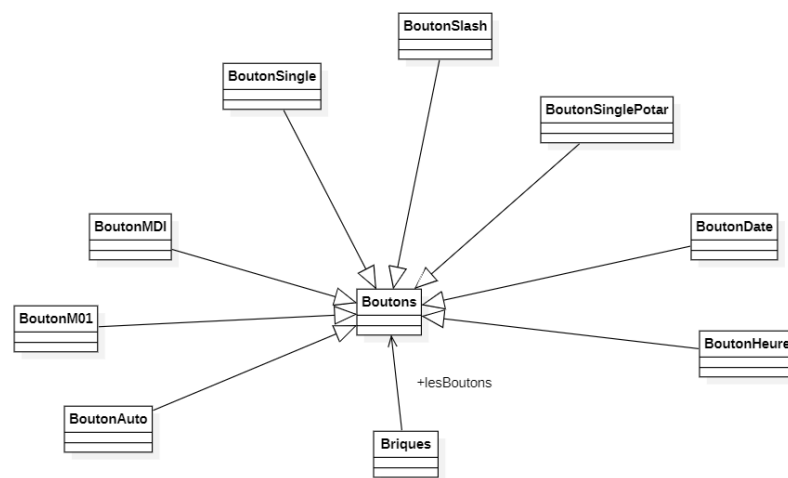 BoutonSlash
BoutonSingle
BoutonSinglePotar
BoutonMDI
BoutonDate
Boutons
BoutonM01
BoutonHeure
+lesBoutons
BoutonAuto
Briques